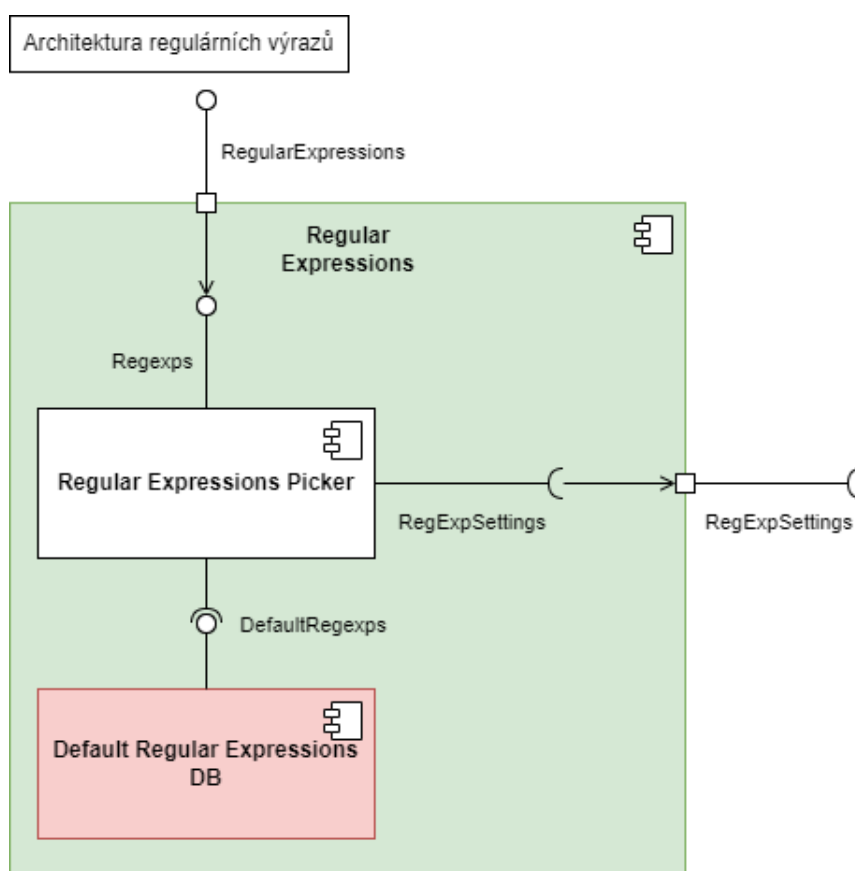 Architektura regulárních výrazů
RegularExpressions
Regular
Expressions
Regexps
Regular Expressions Picker
RegExpSettings
RegExpSettings
DefaultRegexps
Default Regular Expressions
DB